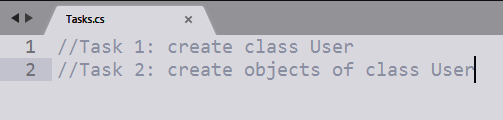 Tasks.cs
1 //Task 1: create class User
2 //Task 2: create objects of class User